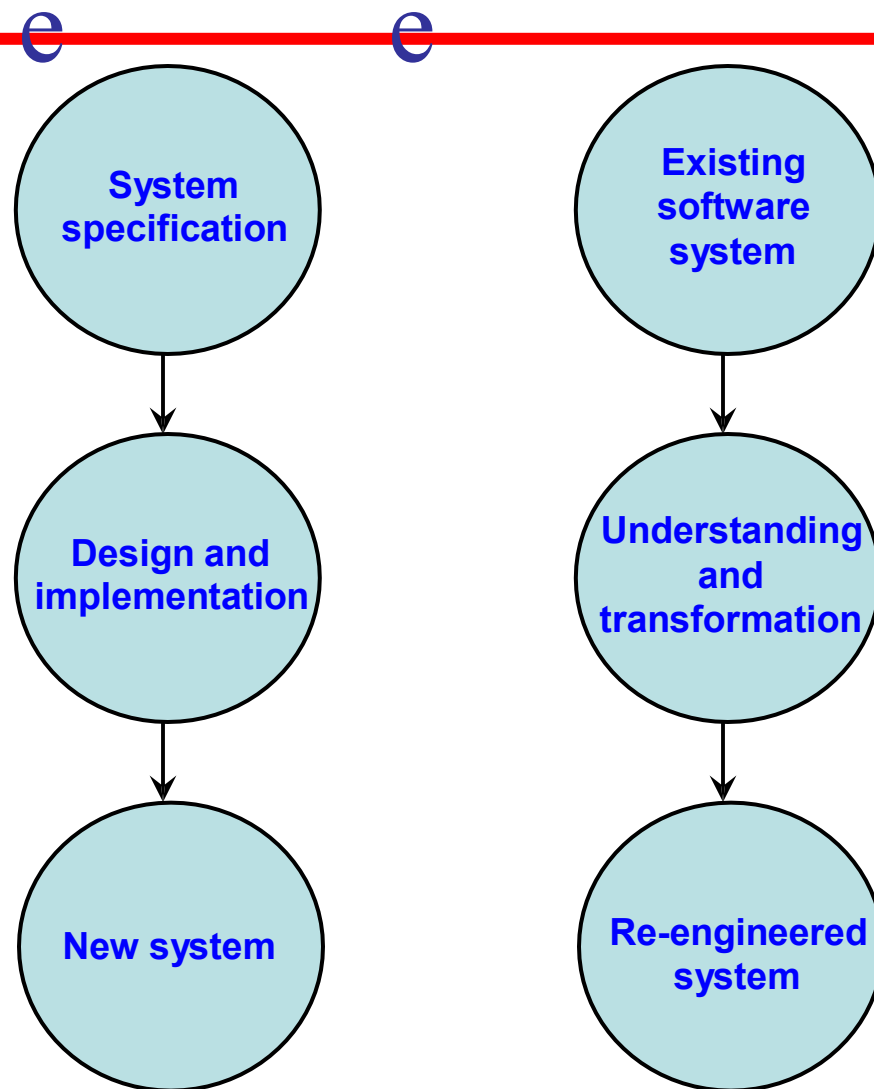 e e
System
specification
Existing
software
system
Design and
implementation
Understanding
and
transformation
New system
Re-engineered
system